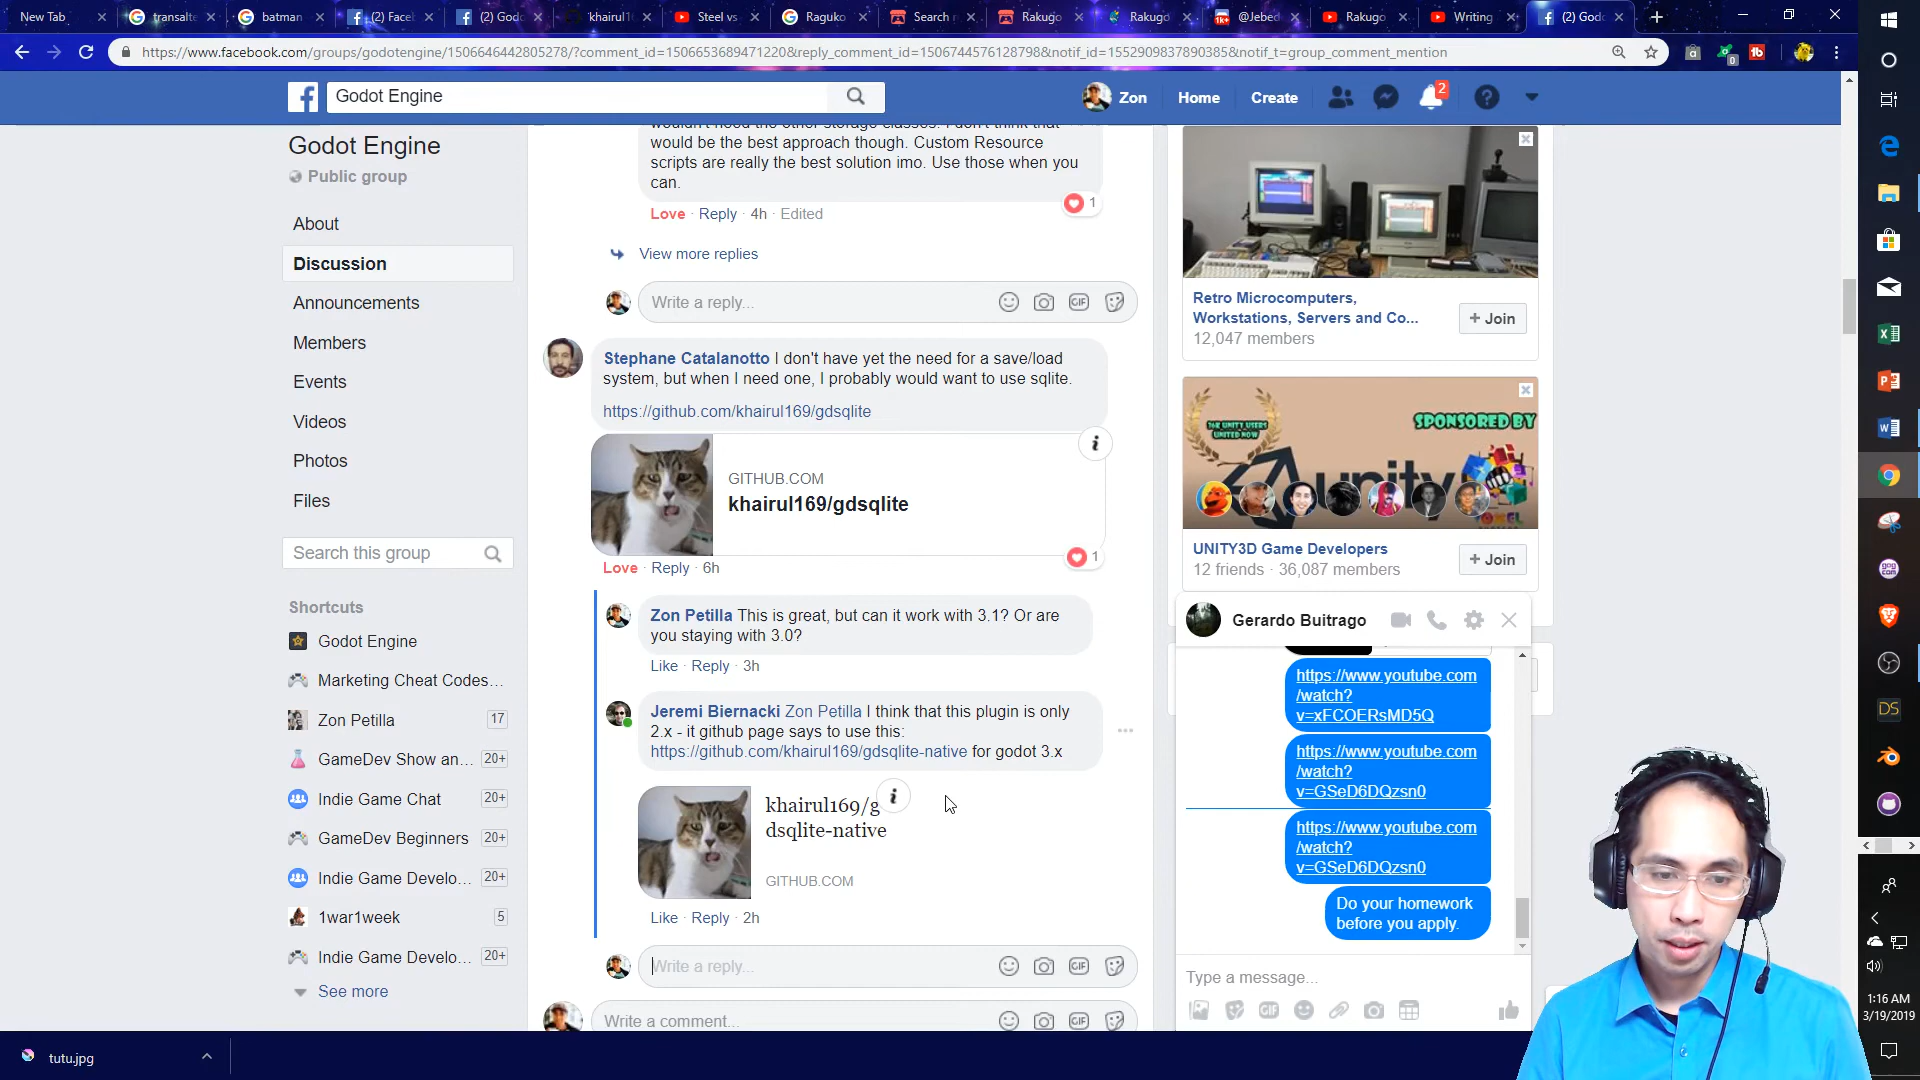 New Tab
transalte
batman
(2) Face
(2) Godo
khairul1
Steel vs
Raguko
Search r
Rakugo
Rakugo
@Jebed
Rakugo
Writing
(2) Godo
https://www.facebook.com/groups/godotengine/1506646442805278/?comment_id=1506653689471220&reply_comment_id=1506744576128798&notif_id=1552909837890385&notif_t=group_comment_mention
Godot Engine
Zon
Home
Create
2
Godot Engine
Public group
About
Discussion
Announcements
Members
Events
Videos
Photos
Files
Search this group
Shortcuts
Godot Engine
Marketing Cheat Codes...
Zon Petilla 17
GameDev Show an... 20+
Indie Game Chat 20+
GameDev Beginners 20+
Indie Game Develo... 20+
1war1week 5
Indie Game Develo... 20+
See more
wouldn't need the other storage classes. I don't think that
would be the best approach though. Custom Resource
scripts are really the best solution imo. Use those when you
can.
1
Love · Reply · 4h · Edited
View more replies
Write a reply...
Stephane Catalanotto I don't have yet the need for a save/load
system, but when I need one, I probably would want to use sqlite.
https://github.com/khairul169/gdsqlite
GITHUB.COM
khairul169/gdsqlite
1
Love · Reply · 6h
Zon Petilla This is great, but can it work with 3.1? Or are
you staying with 3.0?
Like · Reply · 3h
Jeremi Biernacki Zon Petilla I think that this plugin is only
2.x - it github page says to use this:
https://github.com/khairul169/gdsqlite-native for godot 3.x
khairul169/g
dsqlite-native
GITHUB.COM
Like · Reply · 2h
Write a reply...
Write a comment...
Retro Microcomputers,
Workstations, Servers and Co...
12,047 members
+ Join
SPONSORED BY
unity
UNITY3D Game Developers
12 friends · 36,087 members
+ Join
Gerardo Buitrago
https://www.youtube.com
/watch?
v=xFCOERsMD5Q
https://www.youtube.com
/watch?
v=GSeD6DQzsn0
https://www.youtube.com
/watch?
v=GSeD6DQzsn0
Do your homework
before you apply.
Type a message...
tutu.jpg
1:16 AM
3/19/2019